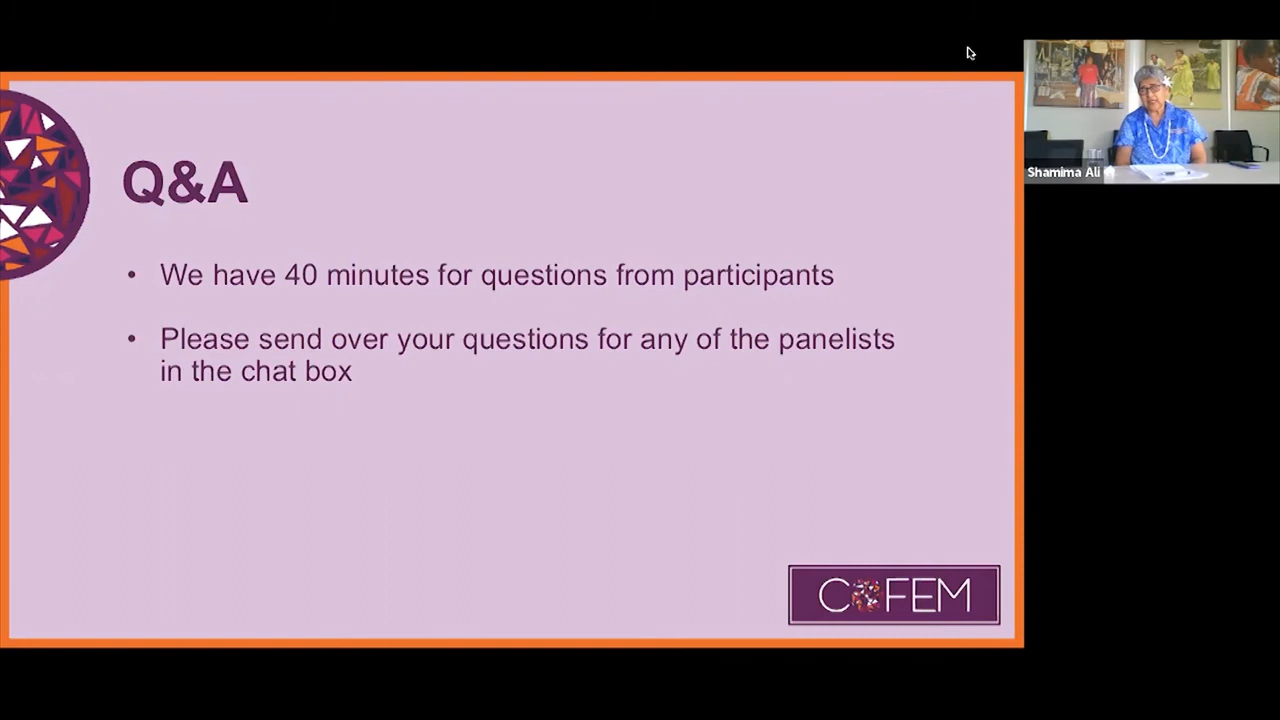 Q&A
• We have 40 minutes for questions from participants
• Please send over your questions for any of the panelists
in the chat box
COFEM
Shamima Ali